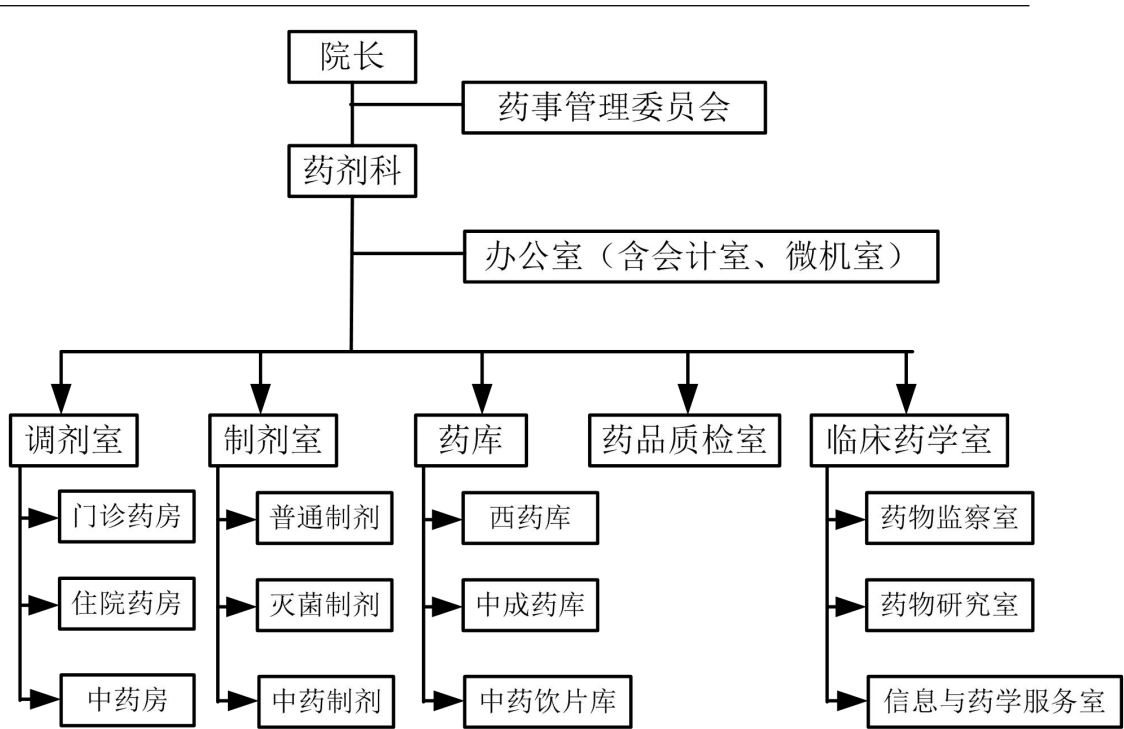 院长
药事管理委员会
药剂科
办公室（含会计室、微机室）
调剂室
制剂室
药库
药品质检室
临床药学室
门诊药房
普通制剂
西药库
药物监察室
住院药房
灭菌制剂
中成药库
药物研究室
中药房
中药制剂
中药饮片库
信息与药学服务室